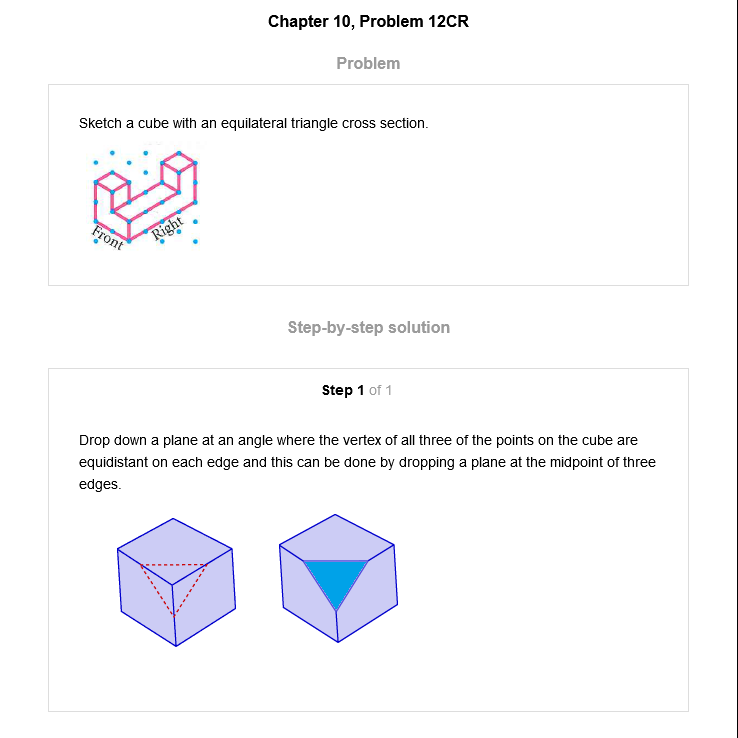 Chapter 10, Problem 12CR
Problem
Sketch a cube with an equilateral triangle cross section.
Front
Right
Step-by-step solution
Step 1 of 1
Drop down a plane at an angle where the vertex of all three of the points on the cube are
equidistant on each edge and this can be done by dropping a plane at the midpoint of three
edges.